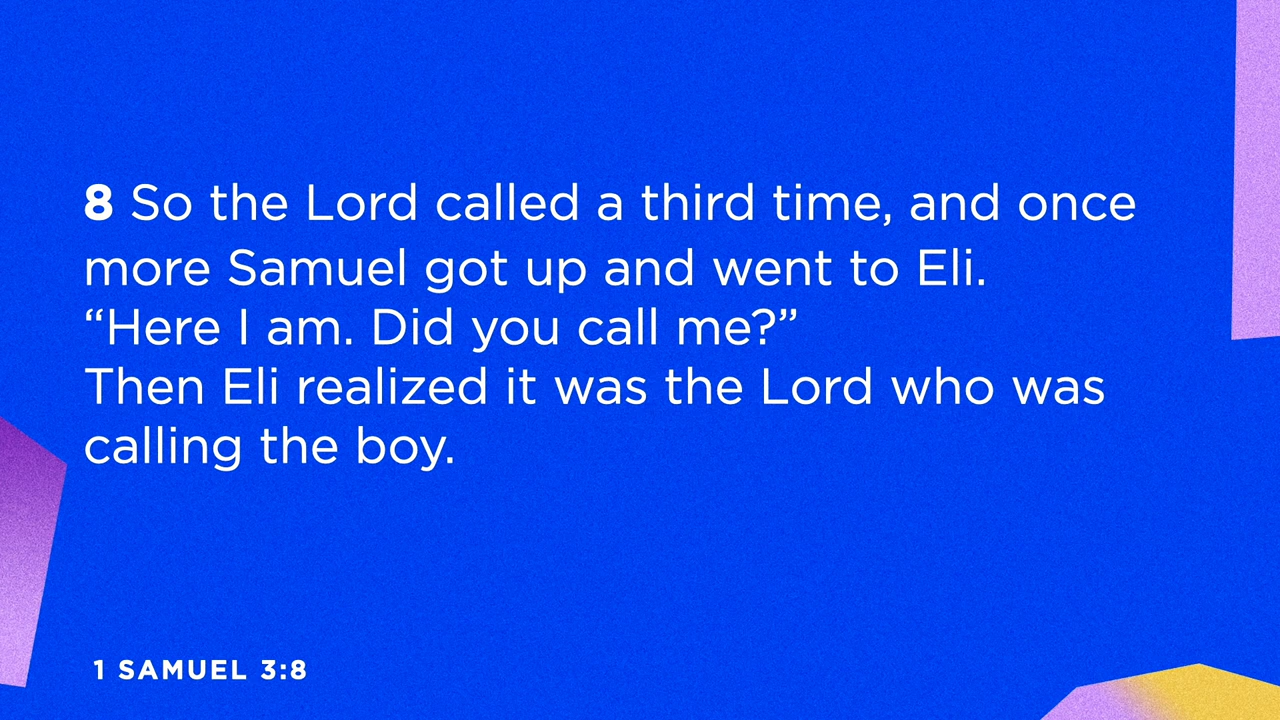 8 So the Lord called a third time, and once
more Samuel got up and went to Eli.
“Here I am. Did you call me?”
Then Eli realized it was the Lord who was
calling the boy.
1 SAMUEL 3:8